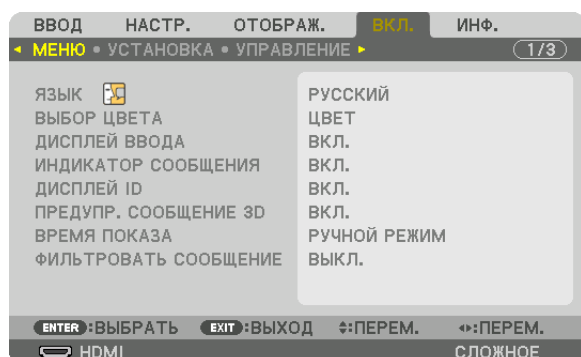 ВВОД НАСТР. ОТОБРАЖ. ВКЛ. ИНФ.
МЕНЮ • УСТАНОВКА • УПРАВЛЕНИЕ 1/3
ЯЗЫК РУССКИЙ
ВЫБОР ЦВЕТА ЦВЕТ
ДИСПЛЕЙ ВВОДА ВКЛ.
ИНДИКАТОР СООБЩЕНИЯ ВКЛ.
ДИСПЛЕЙ ID ВКЛ.
ПРЕДУПР. СООБЩЕНИЕ 3D ВКЛ.
ВРЕМЯ ПОКАЗА РУЧНОЙ РЕЖИМ
ФИЛЬТРОВАТЬ СООБЩЕНИЕ ВЫКЛ.
ENTER:ВЫБРАТЬ EXIT:ВЫХОД :ПЕРЕМ. :ПЕРЕМ.
HDMI СЛОЖНОЕ